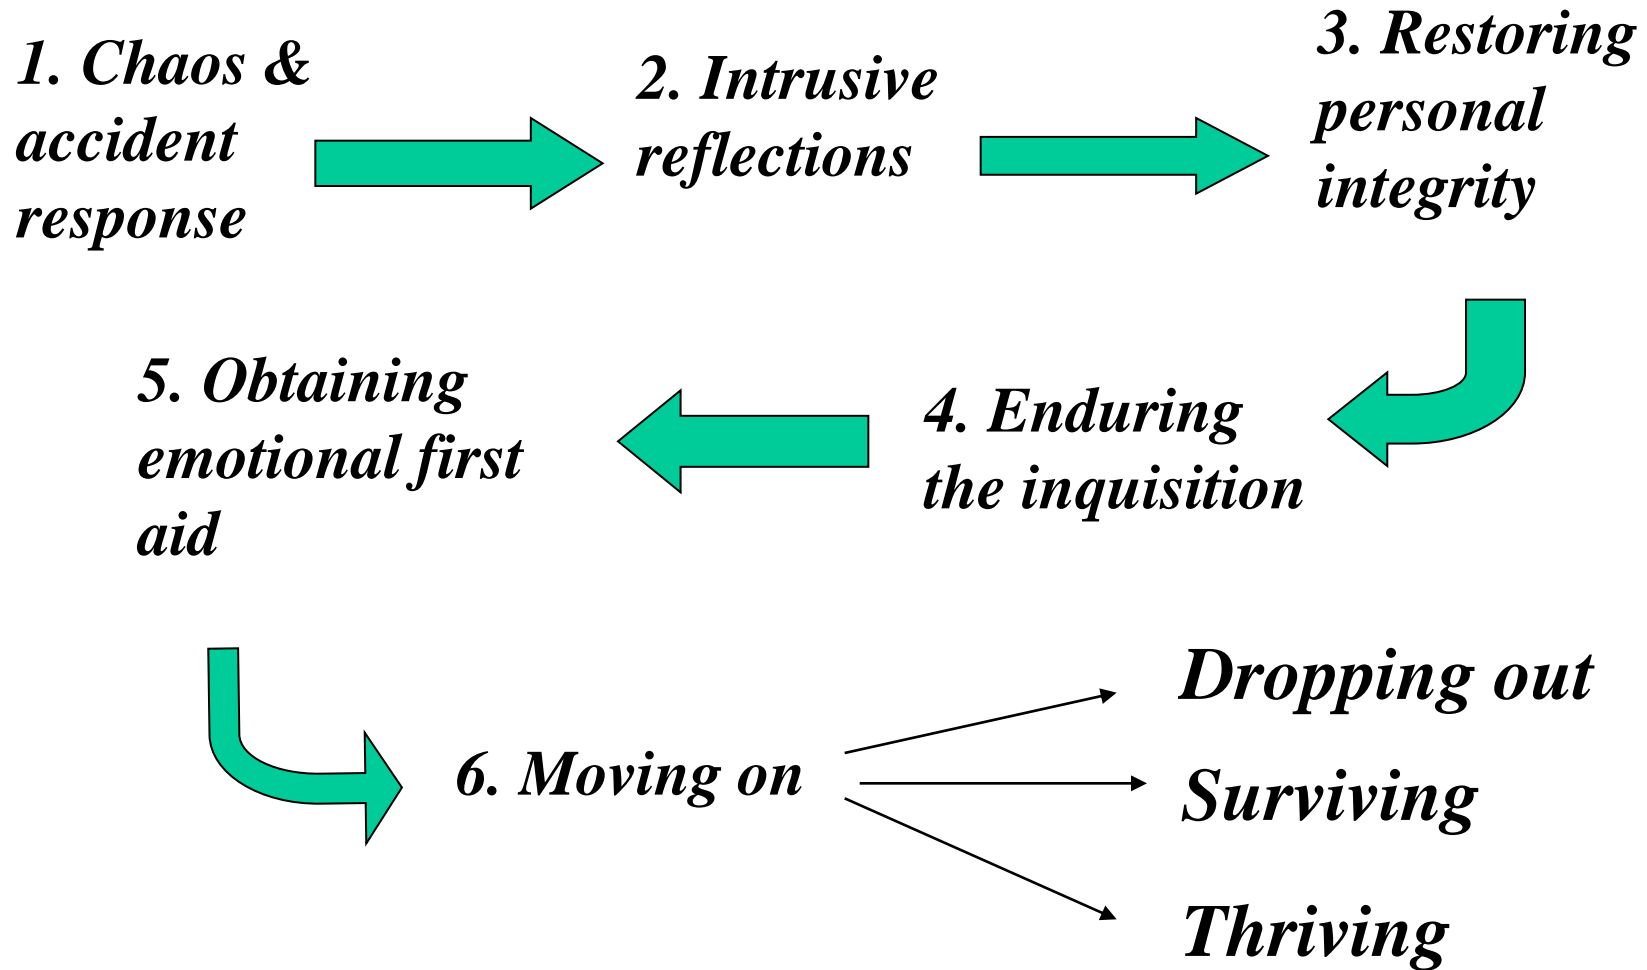 1. Chaos &
accident
response
2. Intrusive
reflections
3. Restoring
personal
integrity
4. Enduring
the inquisition
5. Obtaining
emotional first
aid
6. Moving on
Dropping out
Surviving
Thriving